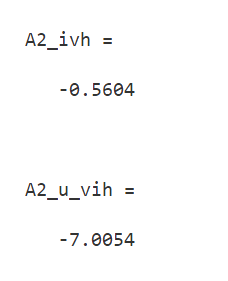 A2_ivh =
-0.5604
A2_u_vih =
-7.0054